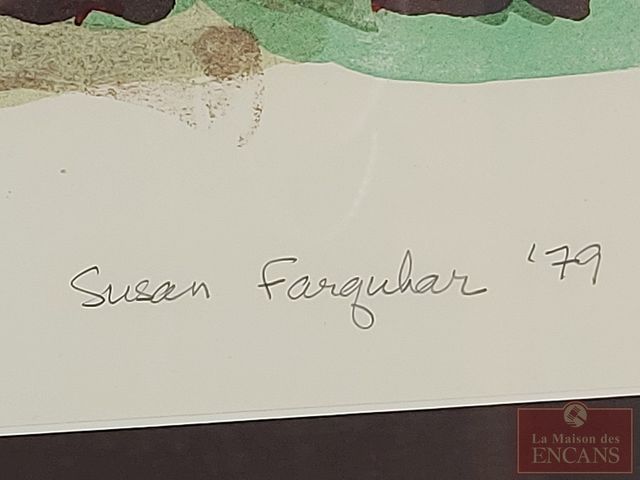 Susan Farquhar '79
La Maison des
ENCANS